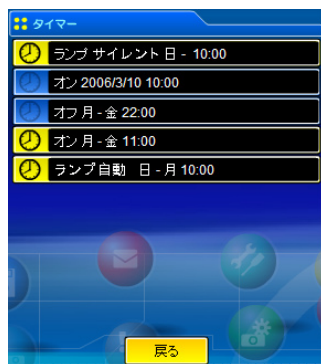 タイマー
ランプ サイレント 日 - 10:00
オン 2006/3/10 10:00
オフ 月 - 金 22:00
オン 月 - 金 11:00
ランプ自動 日 - 月 10:00
戻る